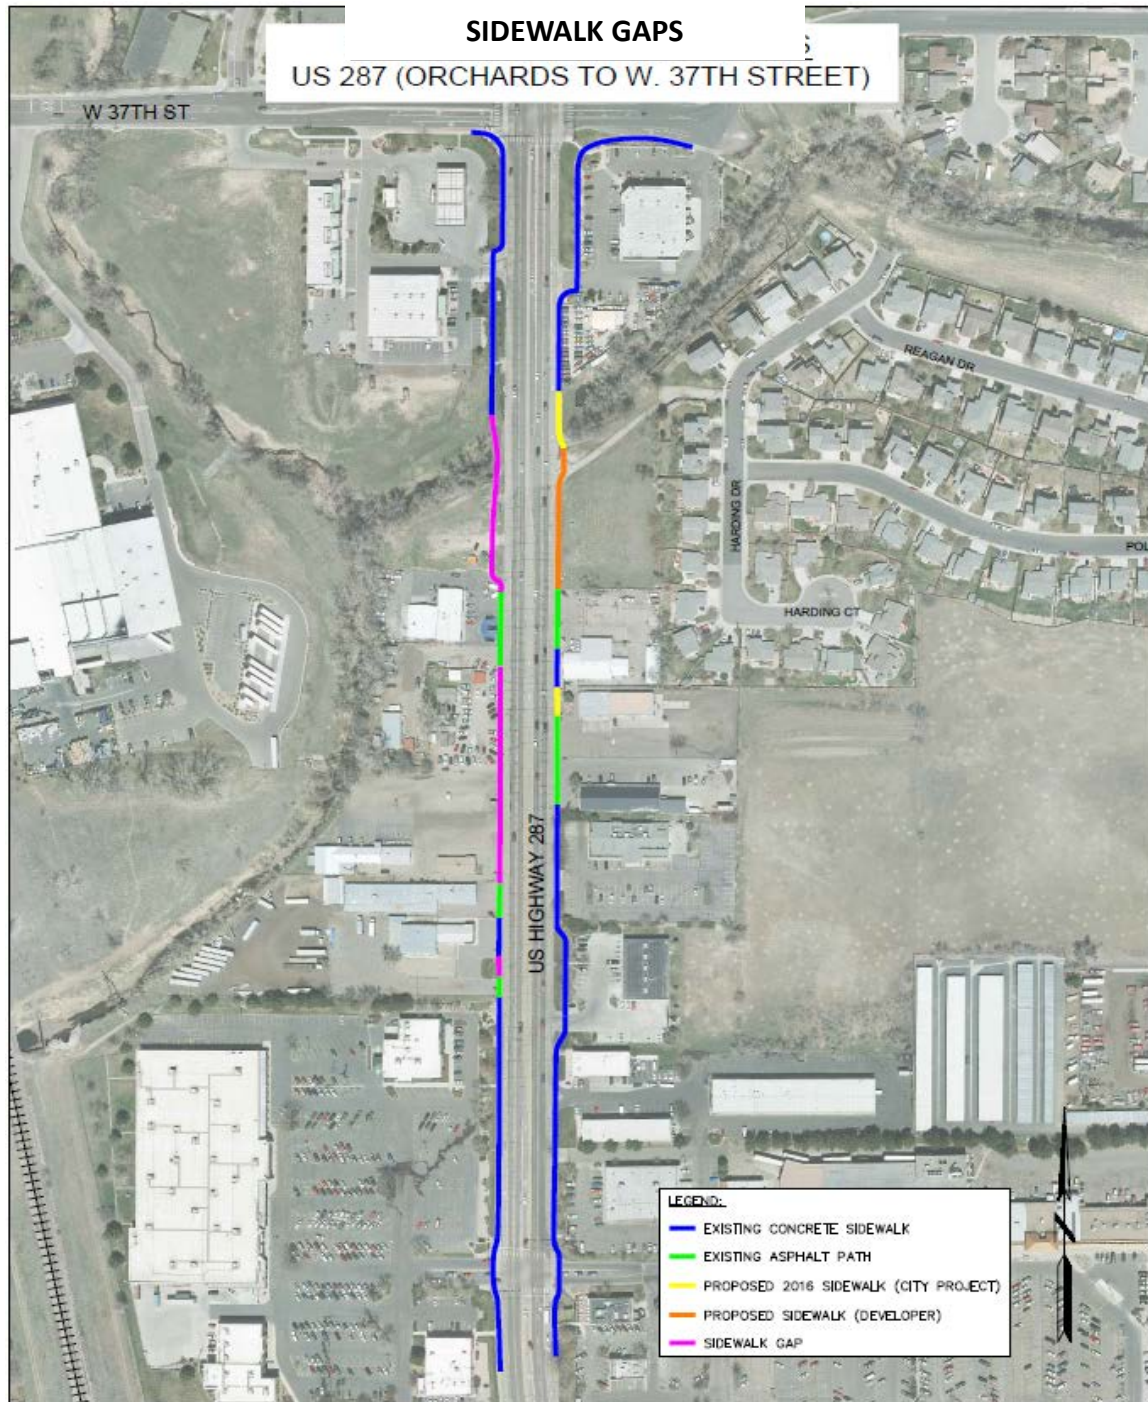 SIDEWALK GAPS
US 287 (ORCHARDS TO W. 37TH STREET)
W 37TH ST
REAGAN DR
HARDING DR
POL
HARDING CT
US HIGHWAY 287
LEGEND:
EXISTING CONCRETE SIDEWALK
EXISTING ASPHALT PATH
PROPOSED 2016 SIDEWALK (CITY PROJECT)
PROPOSED SIDEWALK (DEVELOPER)
SIDEWALK GAP